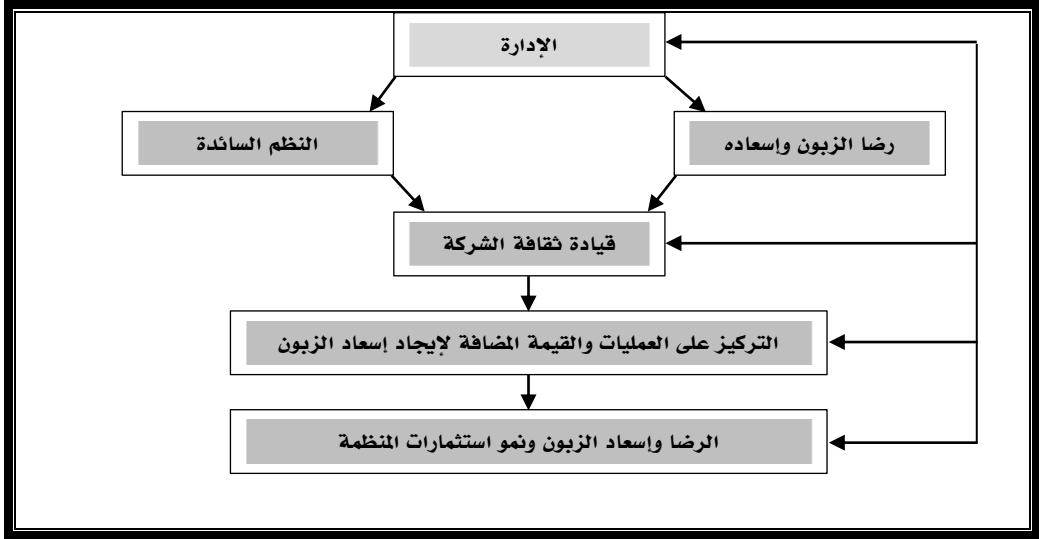 الإدارة
رضا الزبون وإسعاده
النظم السائدة
قيادة ثقافة الشركة
التركيز على العمليات والقيمة المضافة لإيجاد إسعاد الزبون
الرضا وإسعاد الزبون ونمو استثمارات المنظمة